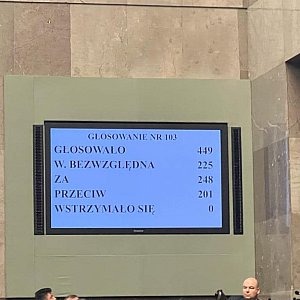 GŁOSOWANIE NR 103
GŁOSOWAŁO 449
W. BEZWZGLĘDNA 225
ZA 248
PRZECIW 201
WSTRZYMAŁO SIĘ 0